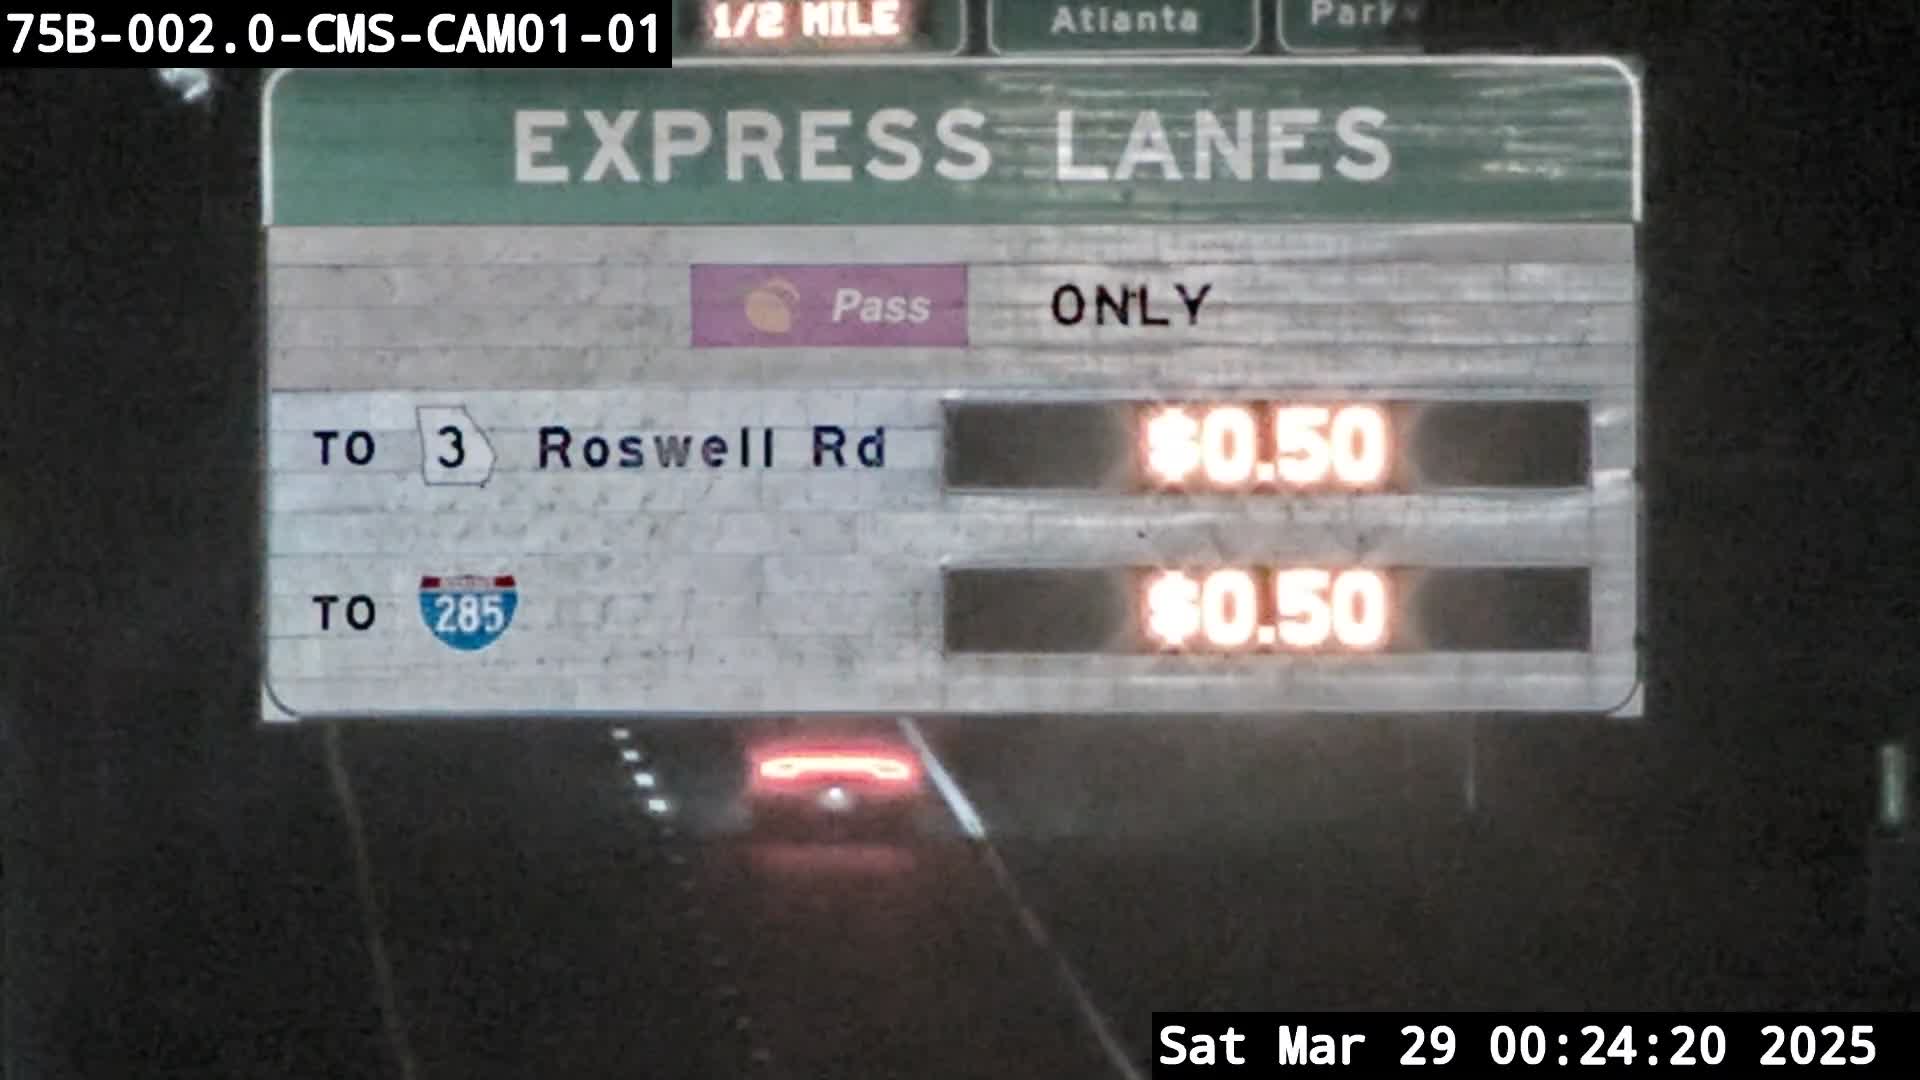 75B-002.0-CMS-CAM01-01
1/2 MILE
Atlanta
EXPRESS LANES
Pass ONLY
TO 3 Roswell Rd $0.50
TO 285 $0.50
Sat Mar 29 00:24:20 2025